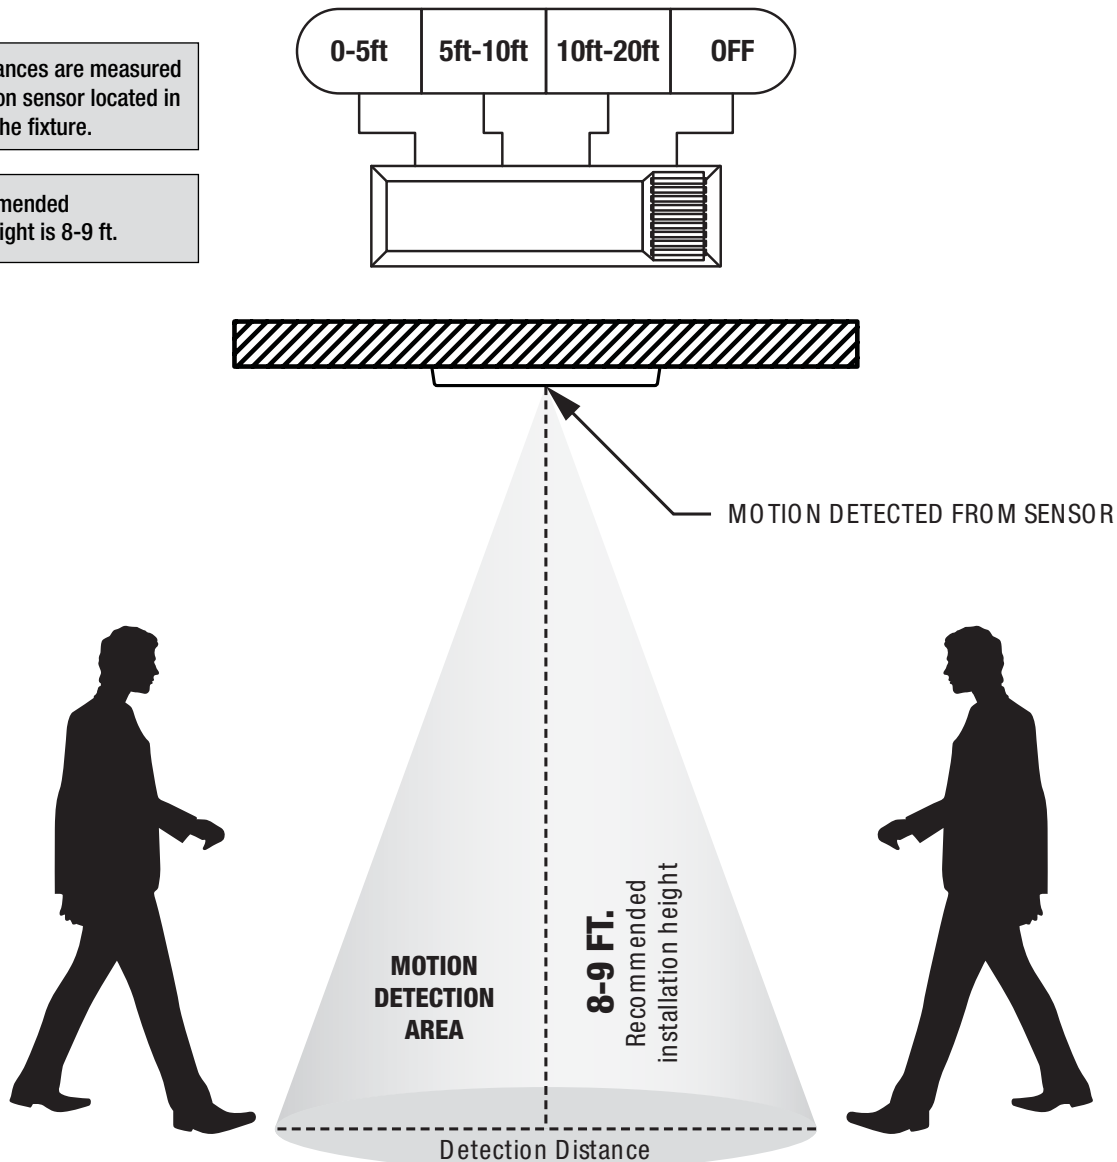 0-5ft 5ft-10ft 10ft-20ft OFF
ances are measured
on sensor located in
he fixture.
mended
ight is 8-9 ft.
MOTION DETECTED FROM SENSOR
MOTION
DETECTION
AREA
8-9 FT.
Recommended
installation height
Detection Distance